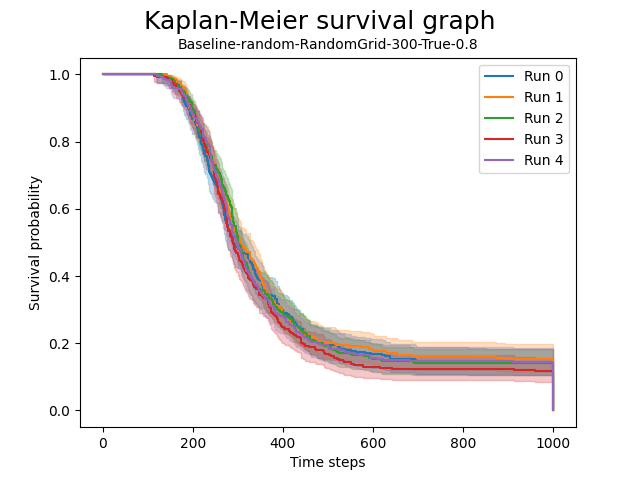 Kaplan-Meier survival graph
Baseline-random-RandomGrid-300-True-0.8
Run 0
Run 1
Run 2
Run 3
Run 4
Survival probability
1.0
0.8
0.6
0.4
0.2
0.0
0 200 400 600 800 1000
Time steps